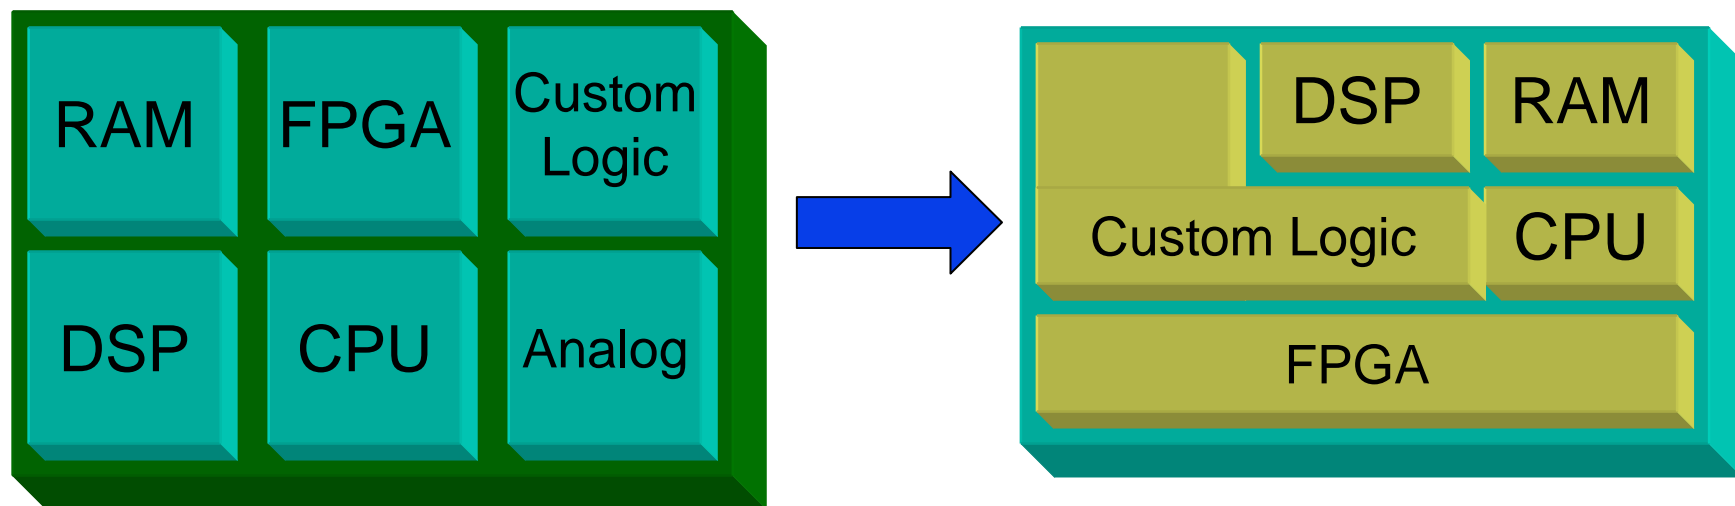 RAM
FPGA
Custom
Logic
DSP
CPU
Analog
DSP
RAM
Custom Logic
CPU
FPGA